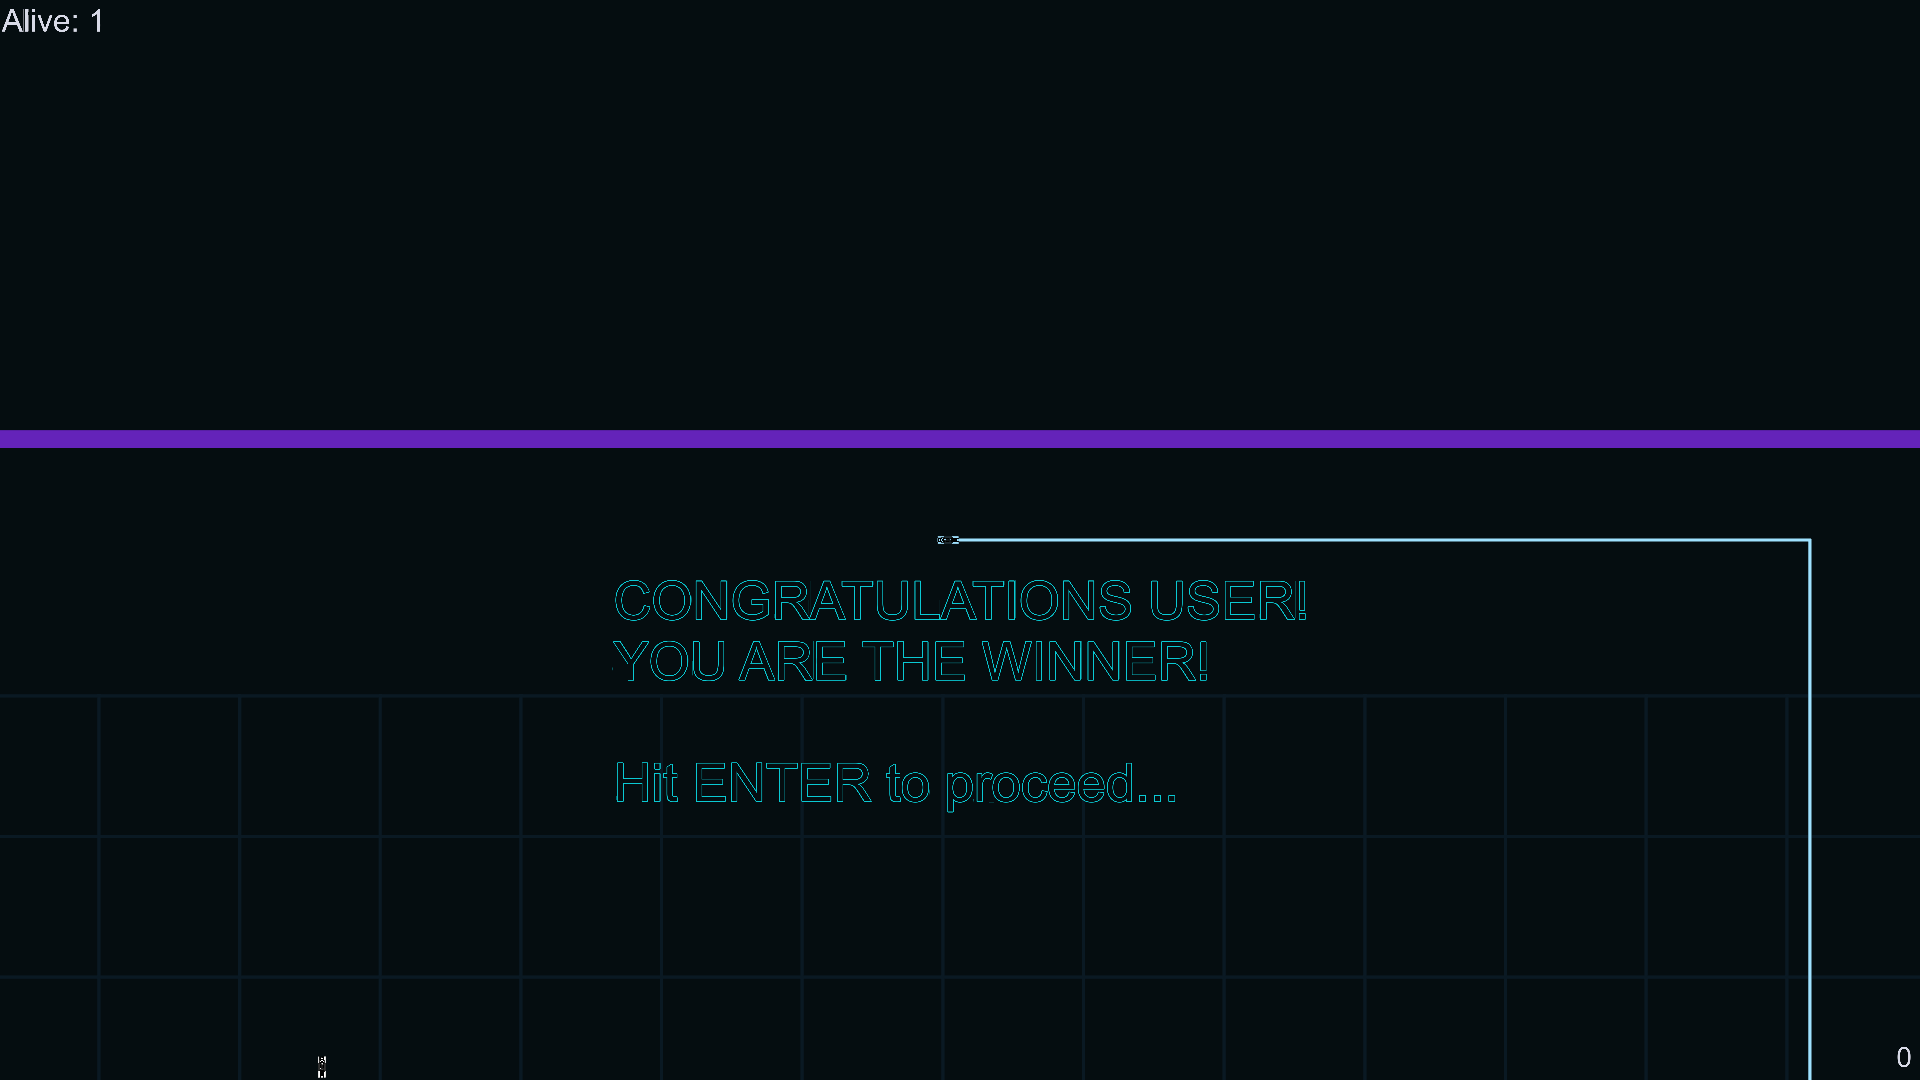 Alive: 1
CONGRATULATIONS USER!
YOU ARE THE WINNER!
Hit ENTER to proceed...
0